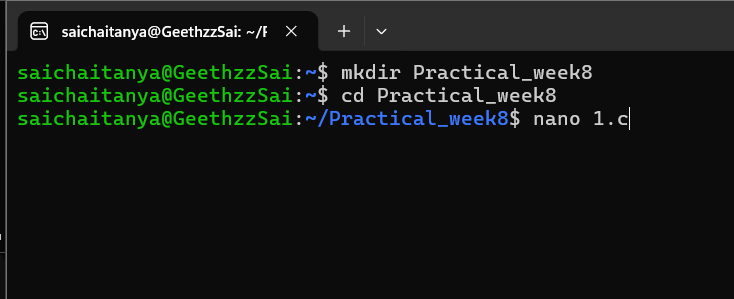 saichaitanya@GeethzzSai: ~/F
saichaitanya@GeethzzSai:~$ mkdir Practical_week8
saichaitanya@GeethzzSai:~$ cd Practical_week8
saichaitanya@GeethzzSai:~/Practical_week8$ nano 1.c